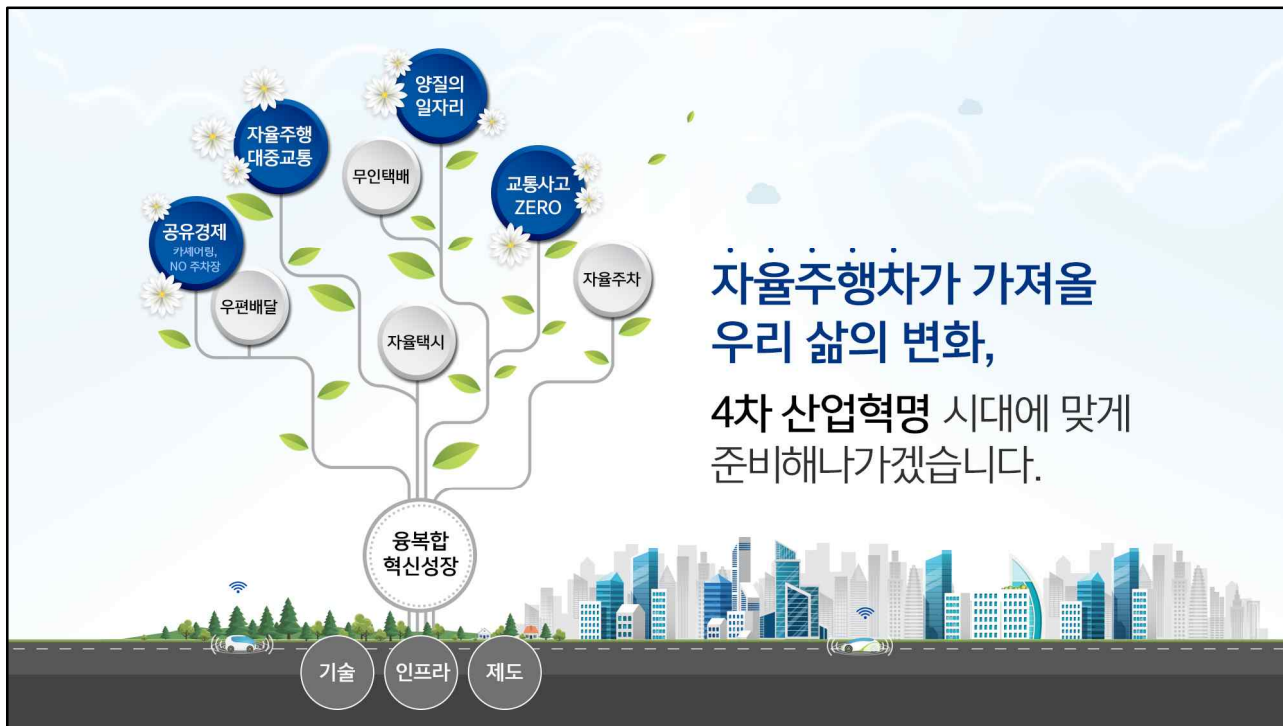 양질의
일자리
자율주행
대중교통
무인택배
교통사고
ZERO
공유경제
카셰어링,
NO 주차장
우편배달
자율택시
자율주차
자율주행차가 가져올
우리 삶의 변화,
4차 산업혁명 시대에 맞게
준비해나가겠습니다.
융복합
혁신성장
기술
인프라
제도